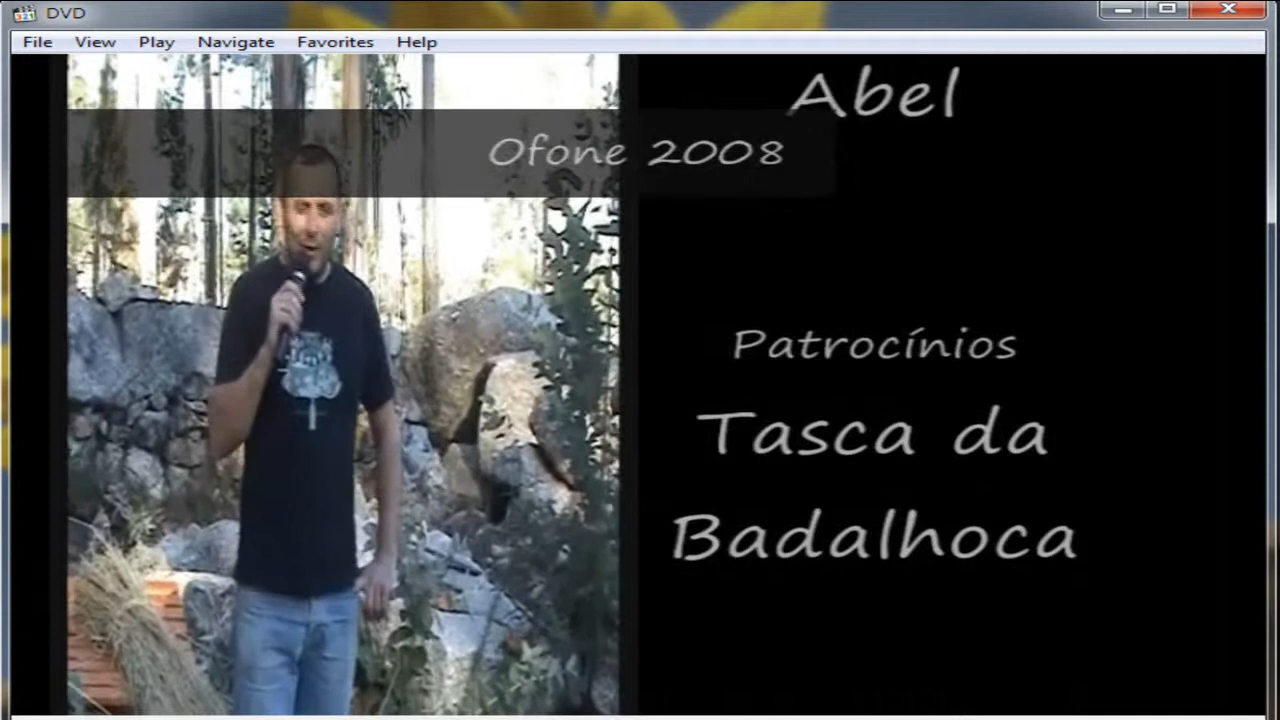 DVD
File View Play Navigate Favorites Help
Abel
Ofone 2008
Patrocínios
Tasca da
Badalhoca